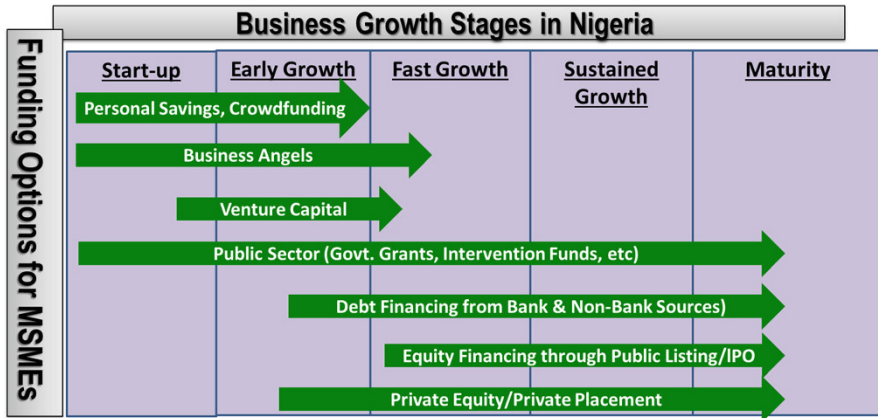 Business Growth Stages in Nigeria
Funding Options for MSMEs
Start-up
Early Growth
Fast Growth
Sustained
Growth
Maturity
Personal Savings, Crowdfunding
Business Angels
Venture Capital
Public Sector (Govt. Grants, Intervention Funds, etc)
Debt Financing from Bank & Non-Bank Sources)
Equity Financing through Public Listing/IPO
Private Equity/Private Placement